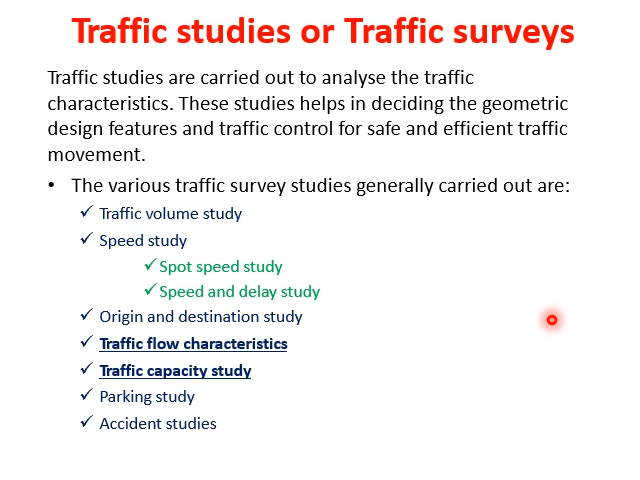 Traffic studies or Traffic surveys
Traffic studies are carried out to analyse the traffic
characteristics. These studies helps in deciding the geometric
design features and traffic control for safe and efficient traffic
movement.
• The various traffic survey studies generally carried out are:
✓ Traffic volume study
✓ Speed study
✓ Spot speed study
✓ Speed and delay study
✓ Origin and destination study
✓ Traffic flow characteristics
✓ Traffic capacity study
✓ Parking study
✓ Accident studies